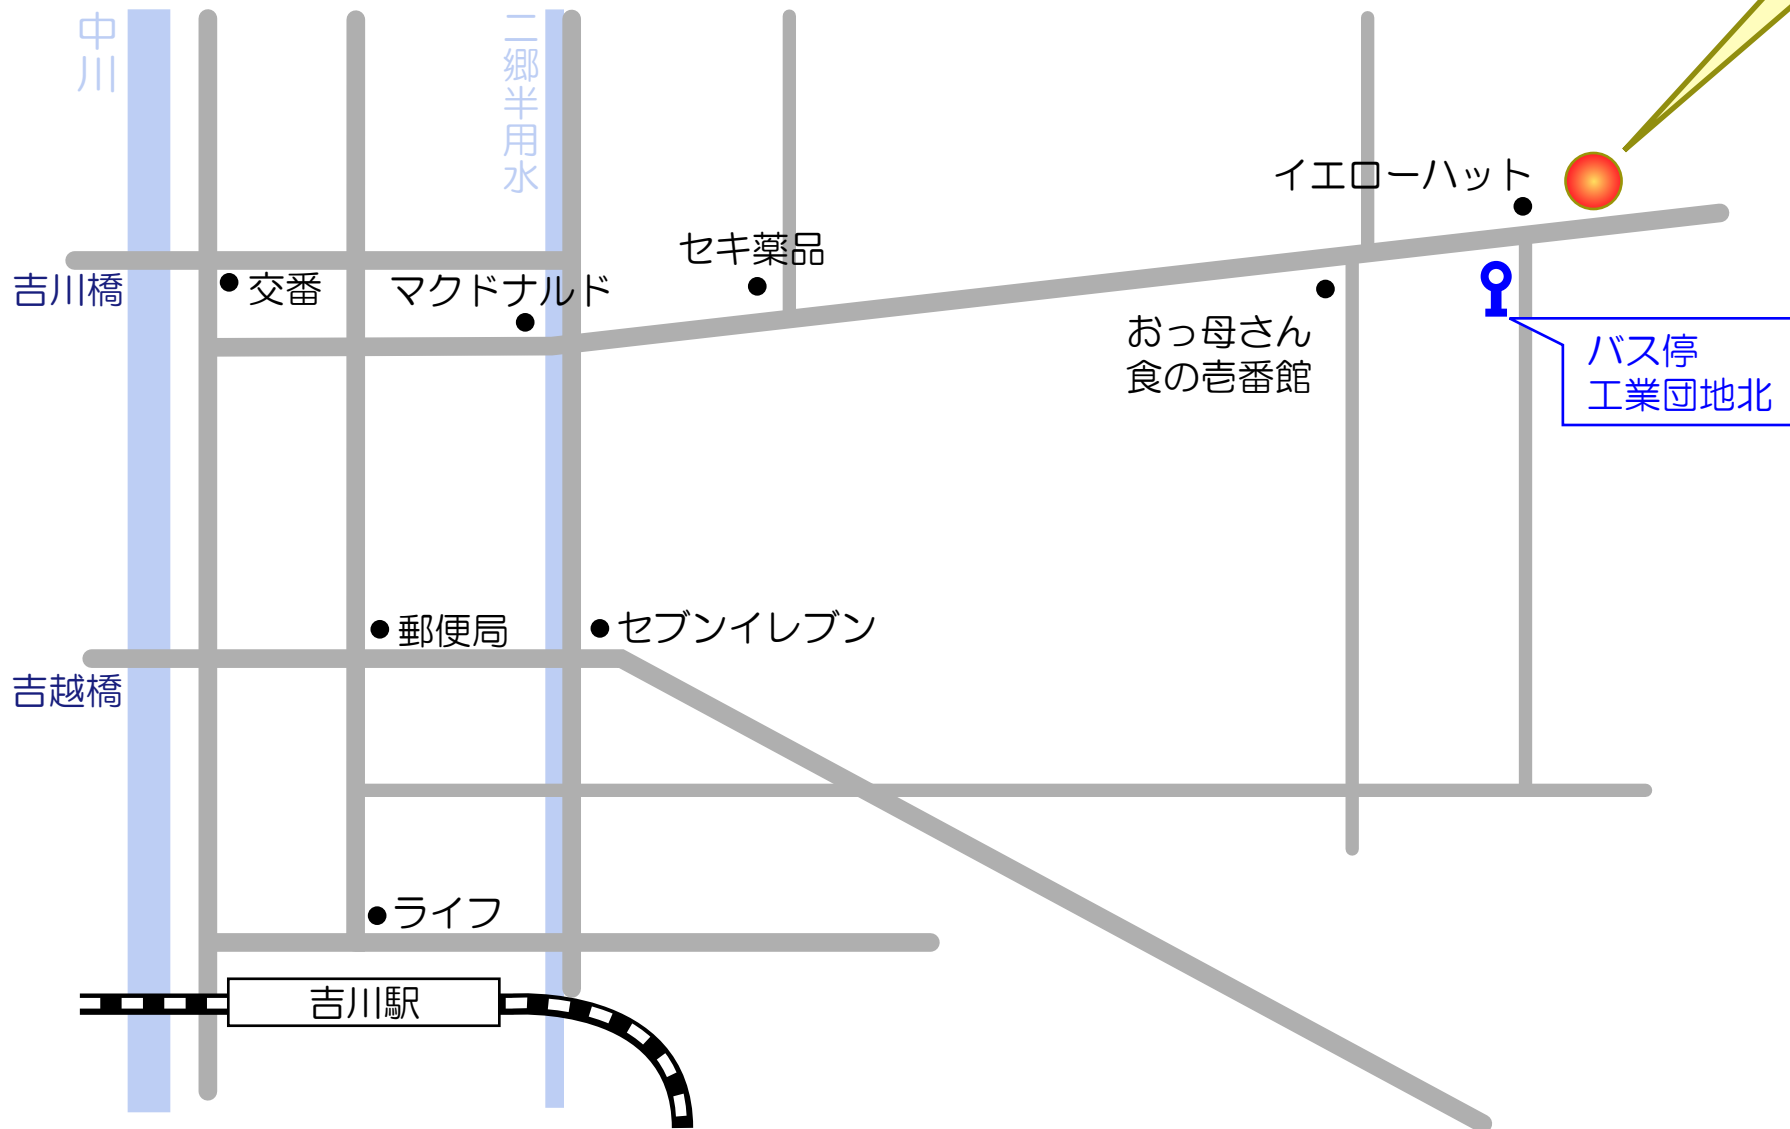 中川
二郷半用水
イエローハット
セキ薬品
吉川橋
交番
マクドナルド
おっ母さん
食の壱番館
バス停
工業団地北
郵便局
セブンイレブン
吉越橋
ライフ
吉川駅